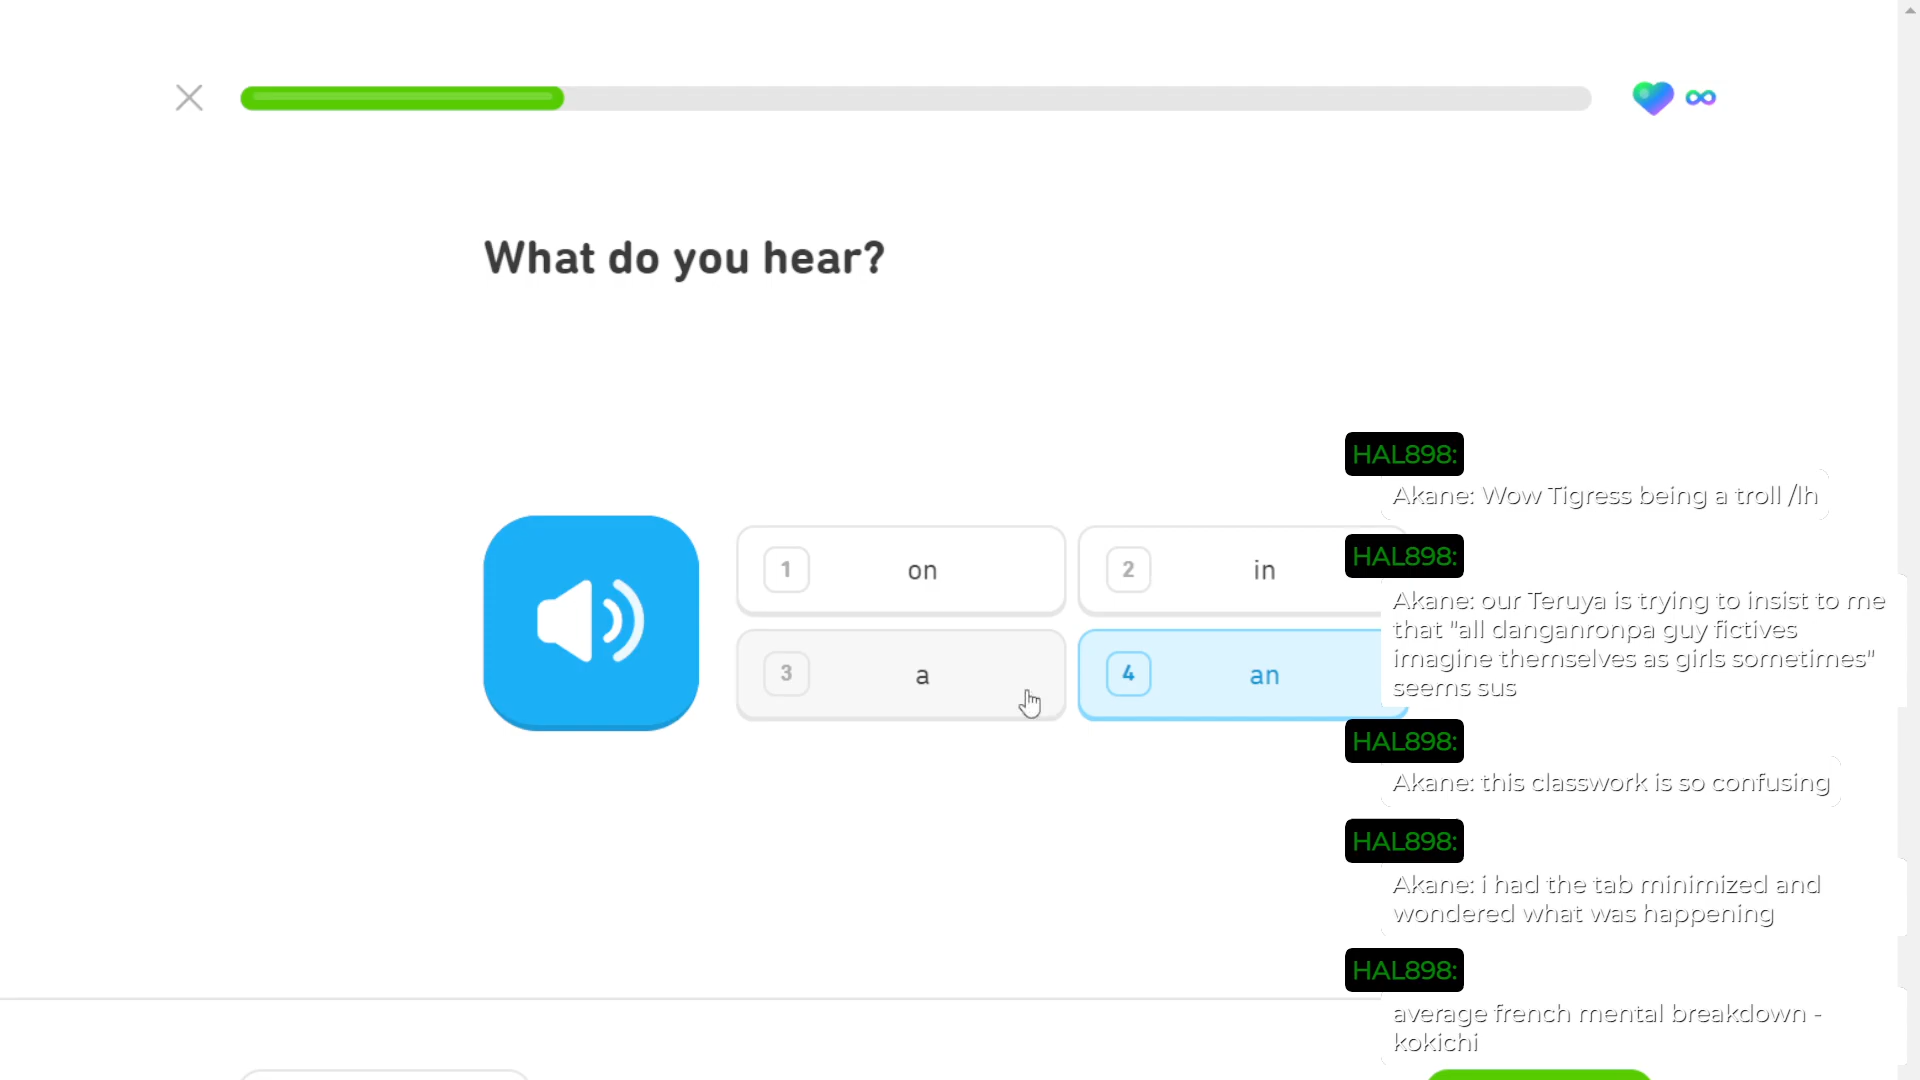 What do you hear?
1 on
2 in
3 a
4 an
HAL898:
Akane: Wow Tigress being a troll /lh
HAL898:
Akane: our Teruya is trying to insist to me
that "all danganronpa guy fictives
imagine themselves as girls sometimes"
seems sus
HAL898:
Akane: this classwork is so confusing
HAL898:
Akane: i had the tab minimized and
wondered what was happening
HAL898:
average french mental breakdown -
kokichi